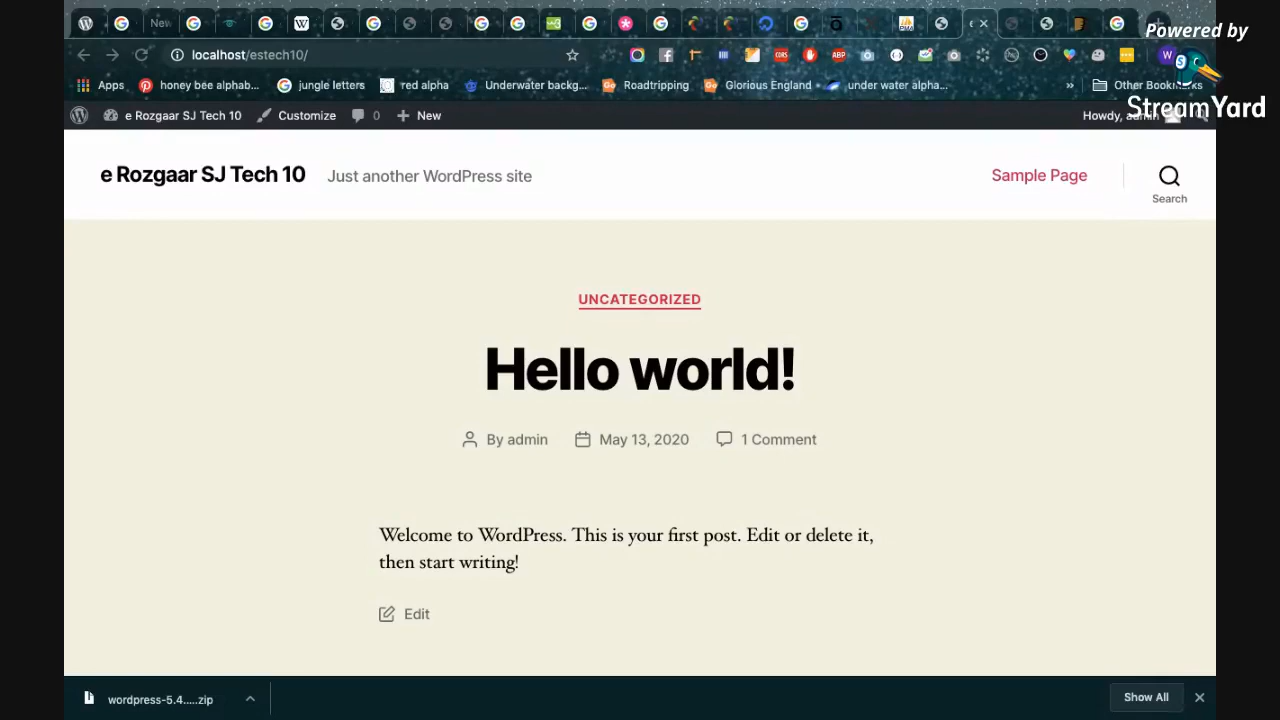 New
Powered by
StreamYard
localhost/estech10/
Apps
honey bee alphab...
jungle letters
red alpha
Underwater backg...
Roadtripping
Glorious England
under water alpha...
»
Other Bookmarks
e Rozgaar SJ Tech 10
Customize
0
New
Howdy, admin
e Rozgaar SJ Tech 10
Just another WordPress site
Sample Page
Search
UNCATEGORIZED
Hello world!
By admin
May 13, 2020
1 Comment
Welcome to WordPress. This is your first post. Edit or delete it,
then start writing!
Edit
wordpress-5.4.....zip
Show All